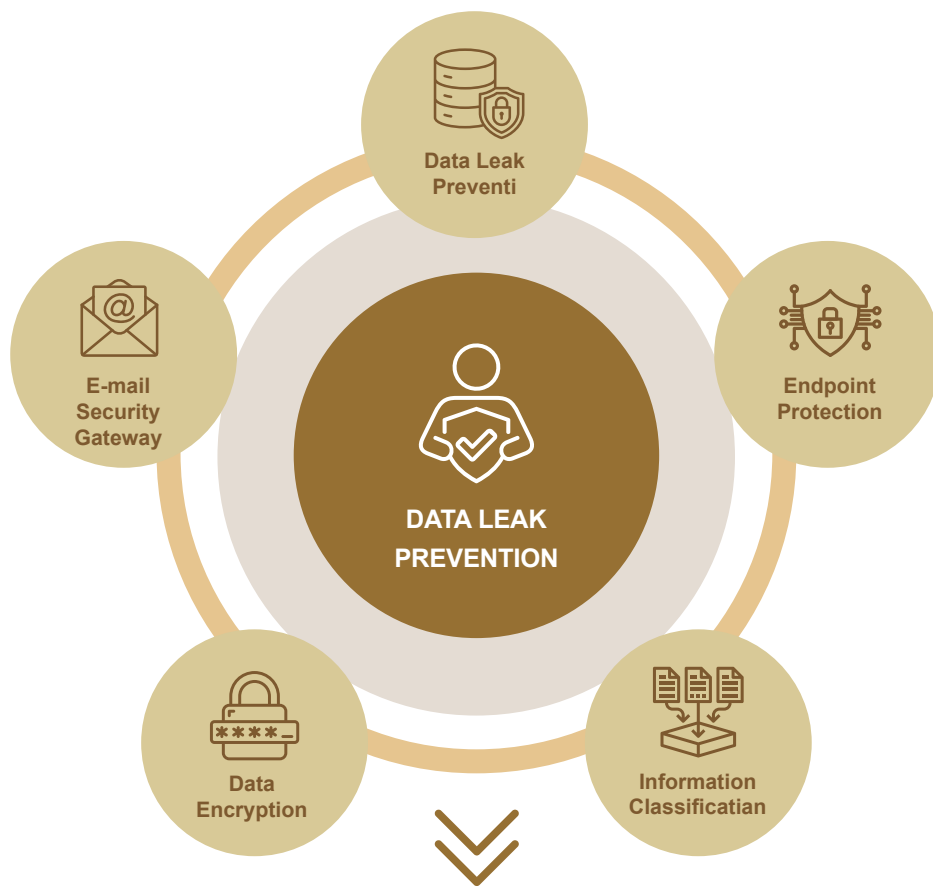 Data Leak
Preventi
E-mail
Security
Gateway
@
Endpoint
Protection
DATA LEAK
PREVENTION
****_
Data
Encryption
Information
Classificatian